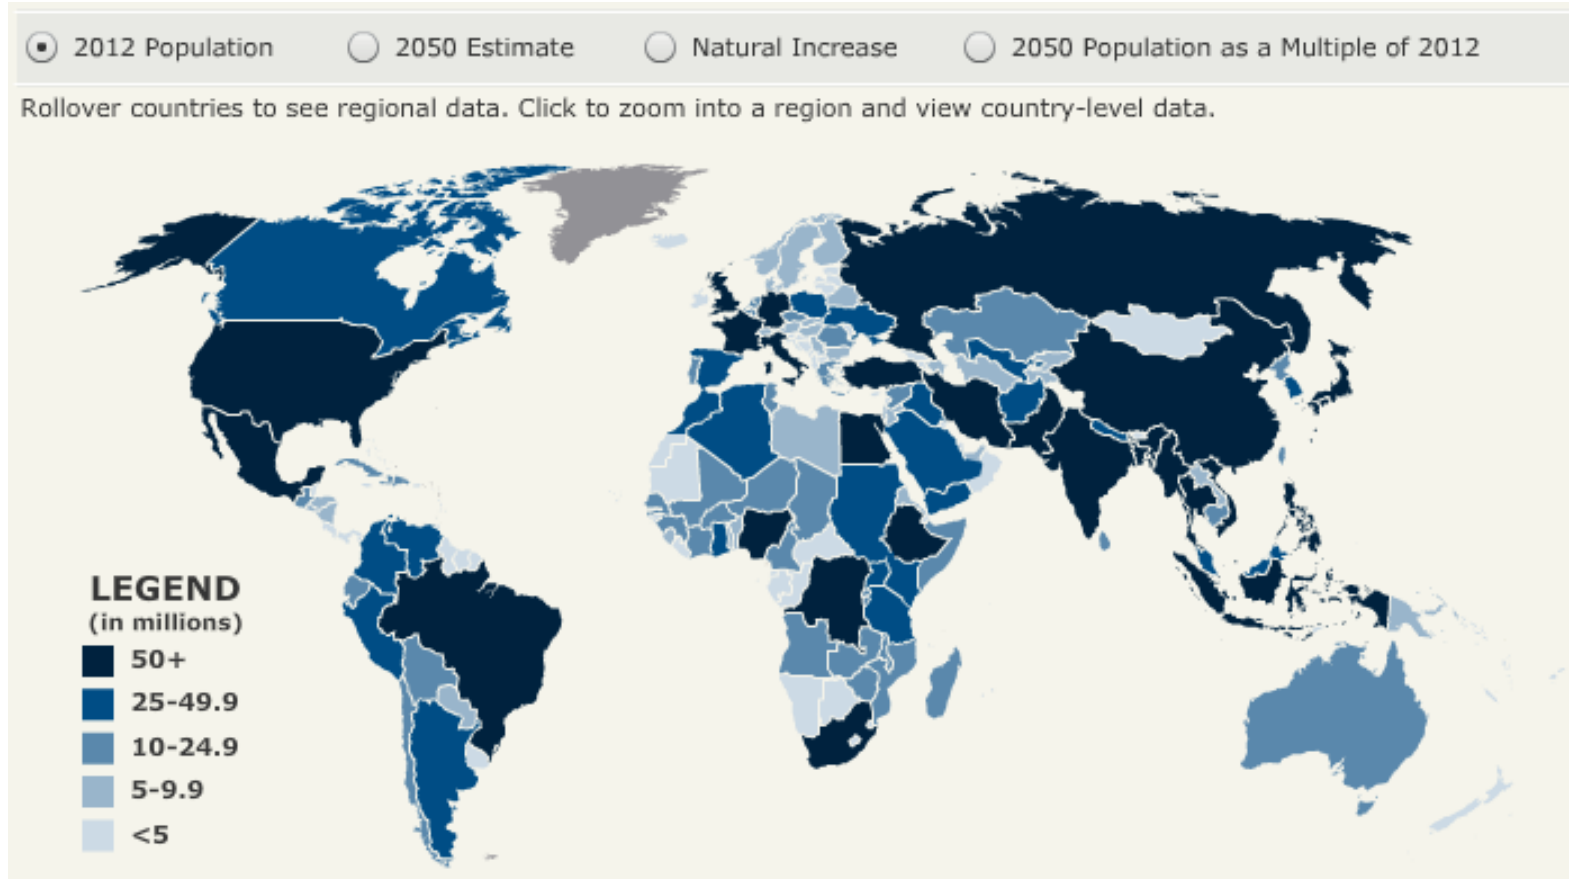 2012 Population 2050 Estimate Natural Increase 2050 Population as a Multiple of 2012
Rollover countries to see regional data. Click to zoom into a region and view country-level data.
LEGEND
(in millions)
50+
25-49.9
10-24.9
5-9.9
<5